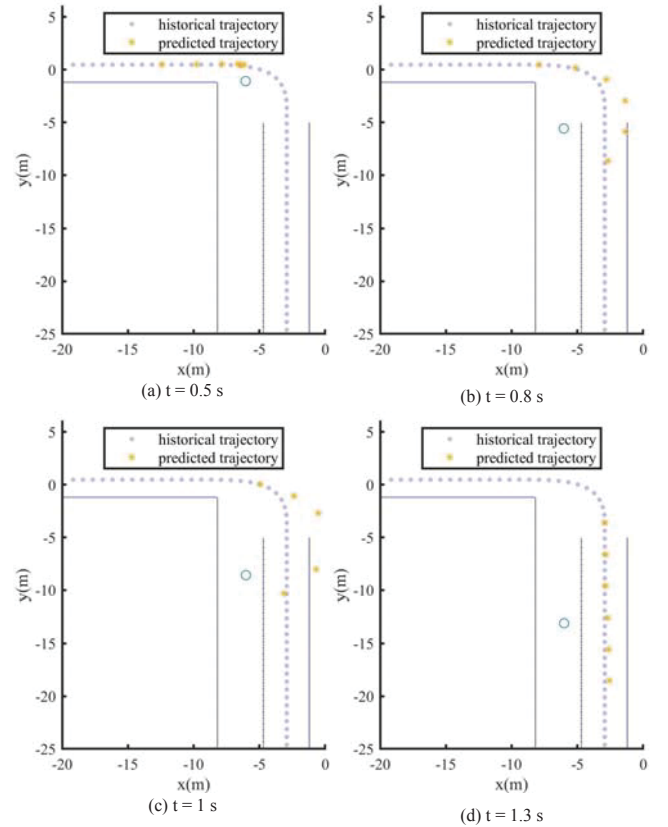 5
historical trajectory
predicted trajectory
0
-5
y(m)
-10
-15
-20
-25
-20 -15 -10 -5 0
x(m)
(a) t = 0.5 s
5
historical trajectory
predicted trajectory
0
-5
y(m)
-10
-15
-20
-25
-20 -15 -10 -5 0
x(m)
(b) t = 0.8 s
5
historical trajectory
predicted trajectory
0
-5
y(m)
-10
-15
-20
-25
-20 -15 -10 -5 0
x(m)
(c) t = 1 s
5
historical trajectory
predicted trajectory
0
-5
y(m)
-10
-15
-20
-25
-20 -15 -10 -5 0
x(m)
(d) t = 1.3 s